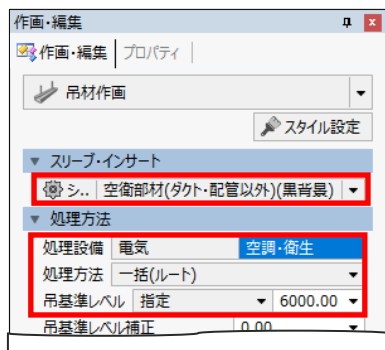 作画・編集
作画・編集 プロパティ
吊材作画
スタイル設定
スリーブ・インサート
シ.. 空衛部材(ダクト・配管以外)(黒背景)
処理方法
処理設備 電気 空調・衛生
処理方法 一括(ルート)
吊基準レベル 指定 6000.00
吊基準レベル補正 0.00